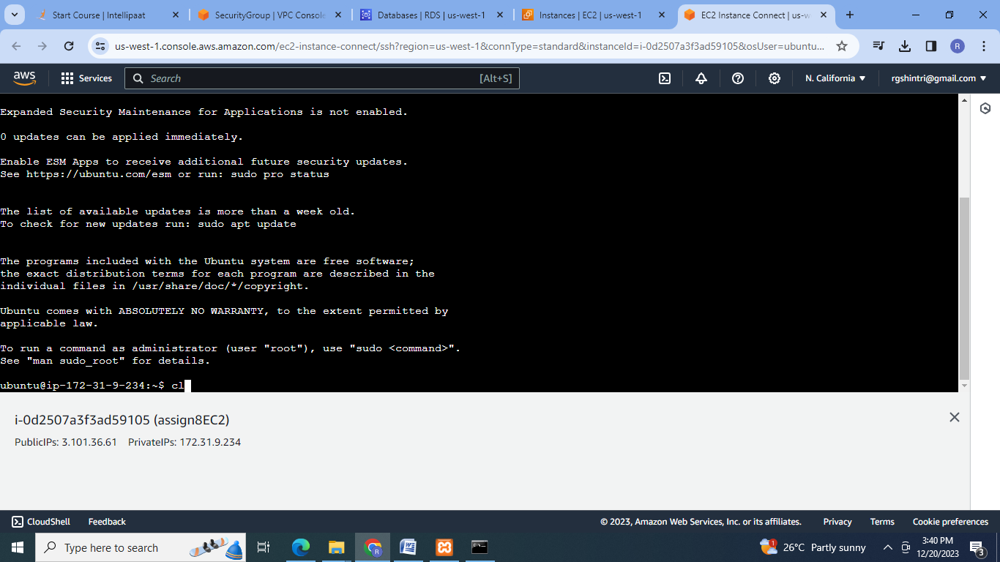 Start Course | Intellipaat
SecurityGroup | VPC Console
Databases | RDS | us-west-1
Instances | EC2 | us-west-1
EC2 Instance Connect | us-w
us-west-1.console.aws.amazon.com/ec2-instance-connect/ssh?region=us-west-1&connType=standard&instanceId=i-0d2507a3f3ad59105&osUser=ubuntu...
R
aws
Services
Search
[Alt+S]
N. California
rgshintri@gmail.com
Expanded Security Maintenance for Applications is not enabled.
0 updates can be applied immediately.
Enable ESM Apps to receive additional future security updates.
See https://ubuntu.com/esm or run: sudo pro status
The list of available updates is more than a week old.
To check for new updates run: sudo apt update
The programs included with the Ubuntu system are free software;
the exact distribution terms for each program are described in the
individual files in /usr/share/doc/*/copyright.
Ubuntu comes with ABSOLUTELY NO WARRANTY, to the extent permitted by
applicable law.
To run a command as administrator (user "root"), use "sudo <command>".
See "man sudo_root" for details.
ubuntu@ip-172-31-9-234:~$ cl
i-0d2507a3f3ad59105 (assign8EC2)
PublicIPs: 3.101.36.61 PrivateIPs: 172.31.9.234
CloudShell
Feedback
© 2023, Amazon Web Services, Inc. or its affiliates.
Privacy
Terms
Cookie preferences
Type here to search
R
W
1
26°C Partly sunny
3:40 PM
12/20/2023
3